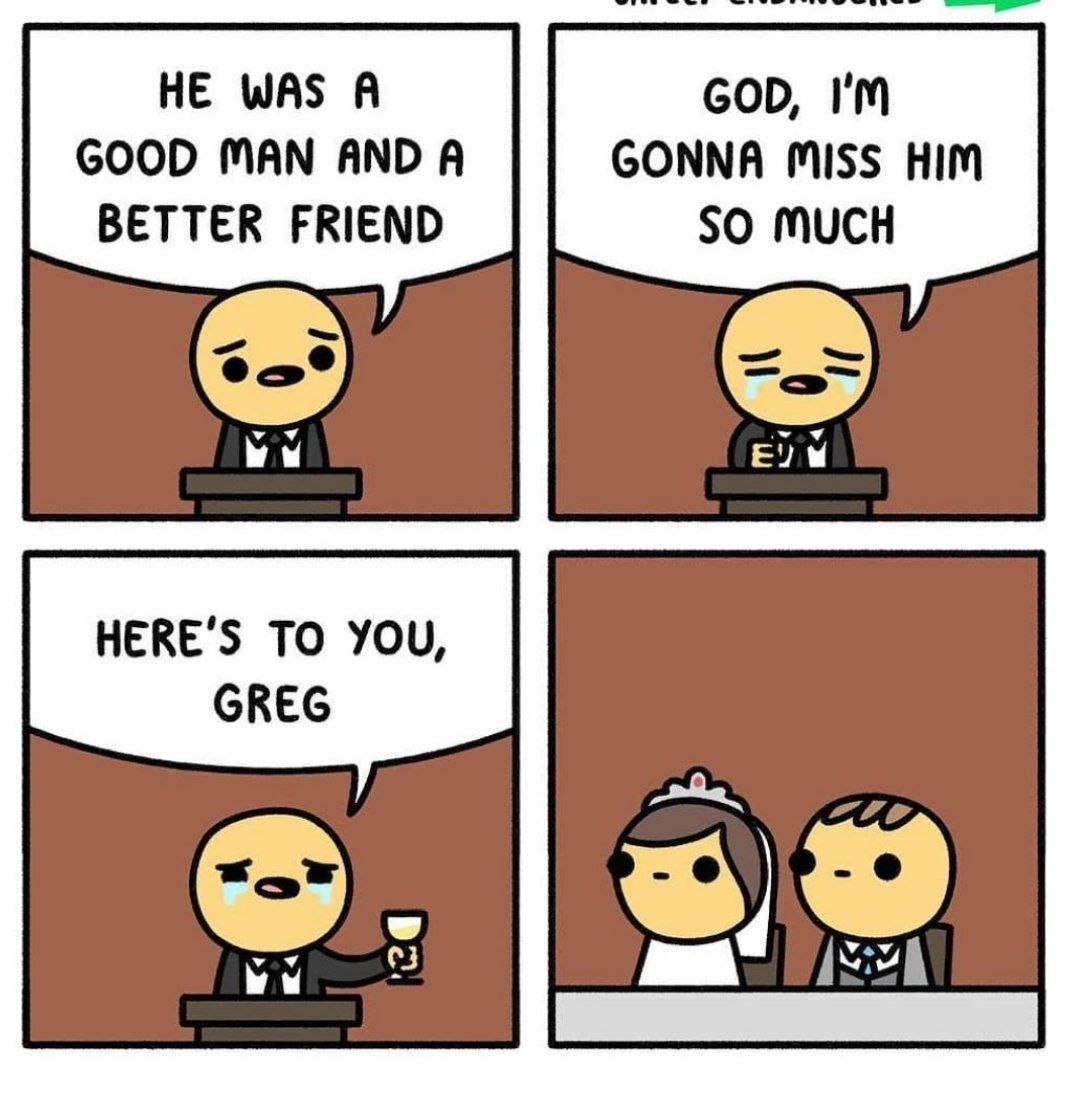 HE WAS A
GOOD MAN AND A
BETTER FRIEND
GOD, I'M
GONNA MISS HIM
SO MUCH
HERE'S TO YOU,
GREG